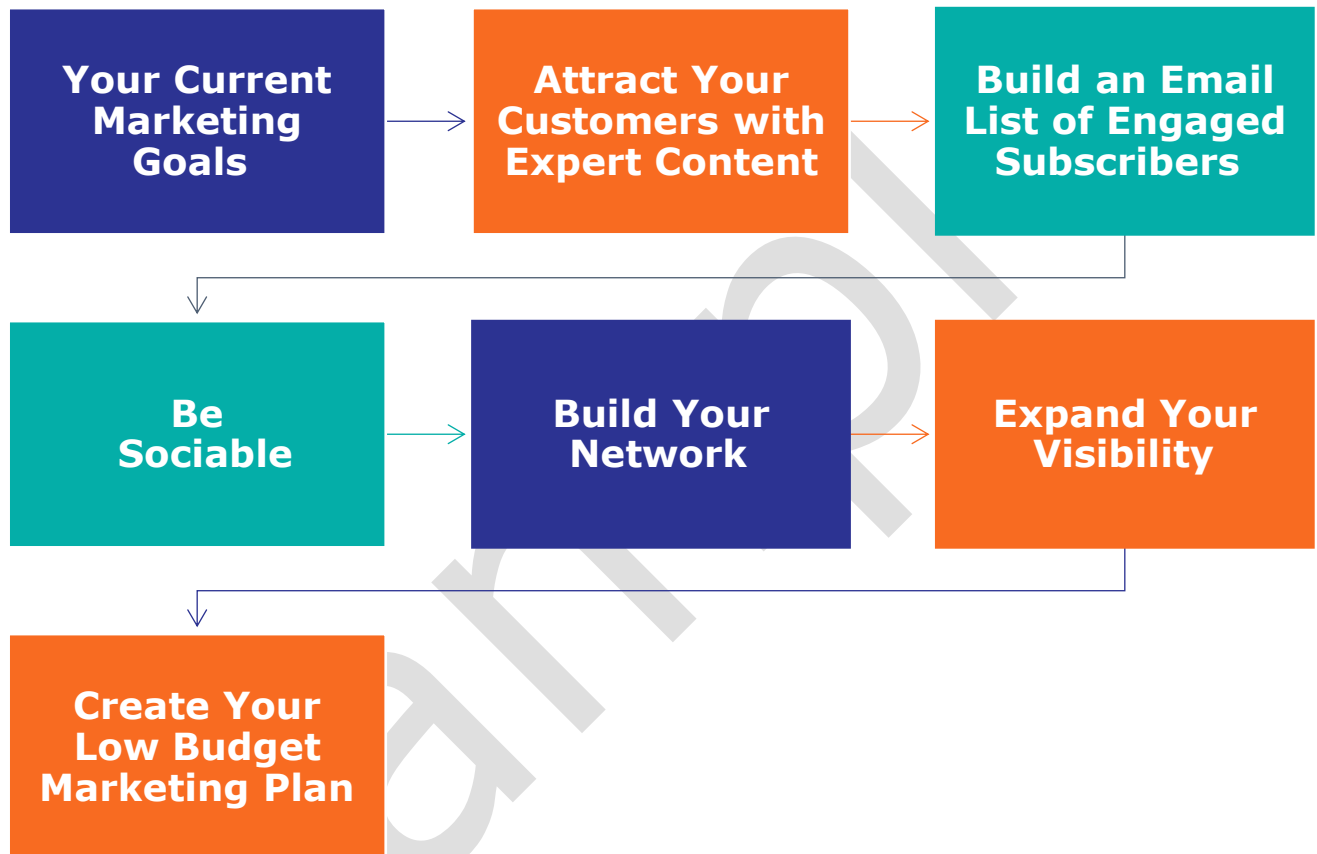 Your Current
Marketing
Goals
Attract Your
Customers with
Expert Content
Build an Email
List of Engaged
Subscribers
Be
Sociable
Build Your
Network
Expand Your
Visibility
Create Your
Low Budget
Marketing Plan